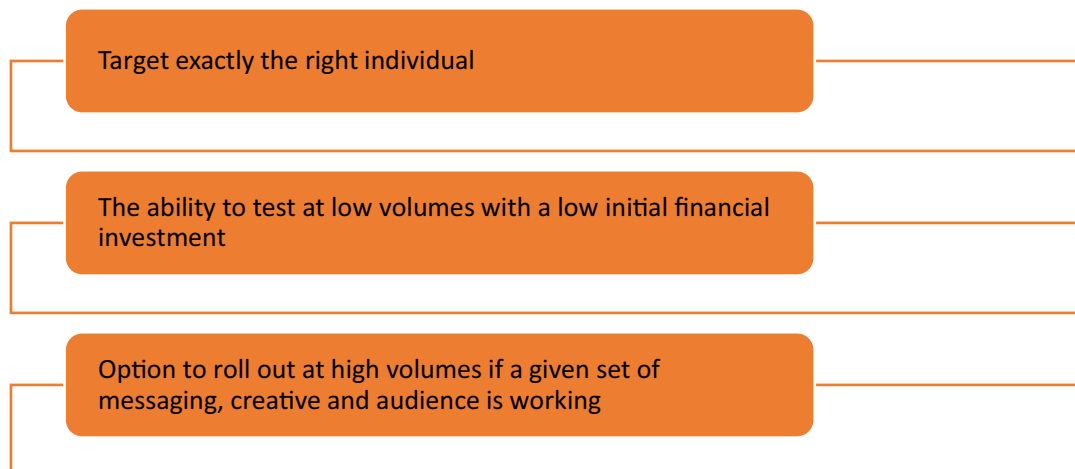 Target exactly the right individual
The ability to test at low volumes with a low initial financial
investment
Option to roll out at high volumes if a given set of
messaging, creative and audience is working